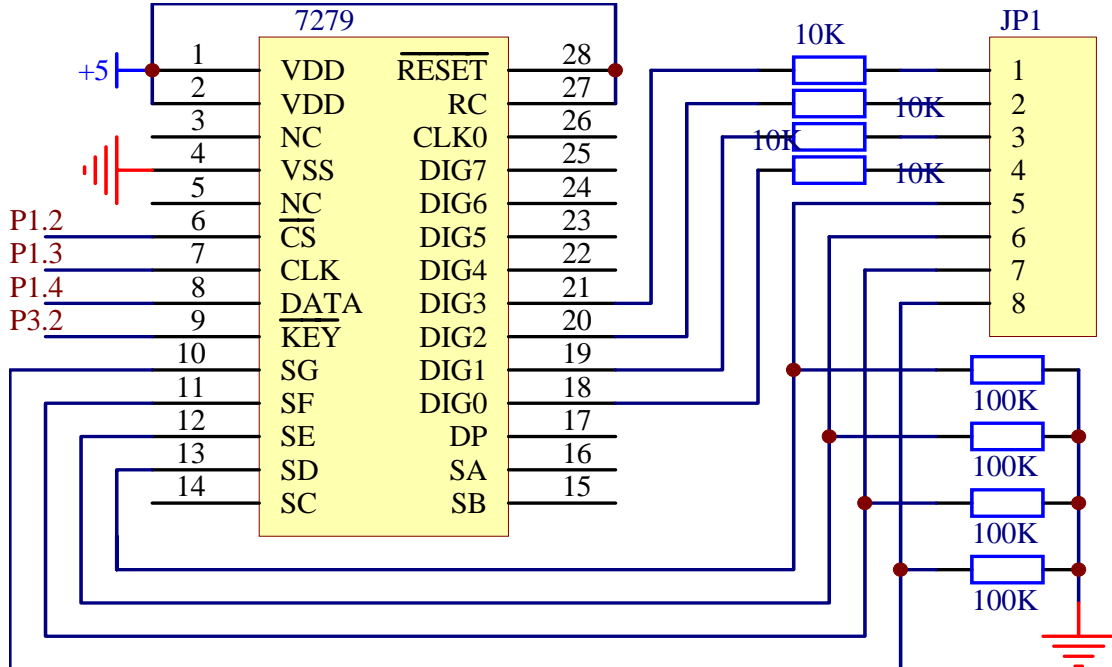 7279
JP1
10K
+5
1
VDD
RESET
28
1
2
VDD
RC
27
2
10K
3
NC
CLK0
26
10K
3
4
VSS
DIG7
25
4
10K
5
NC
DIG6
24
5
P1.2
6
CS
DIG5
23
6
P1.3
7
CLK
DIG4
22
7
P1.4
8
DATA
DIG3
21
8
P3.2
9
KEY
DIG2
20
10
SG
DIG1
19
11
SF
DIG0
18
100K
12
SE
DP
17
100K
13
SD
SA
16
14
SC
SB
15
100K
100K